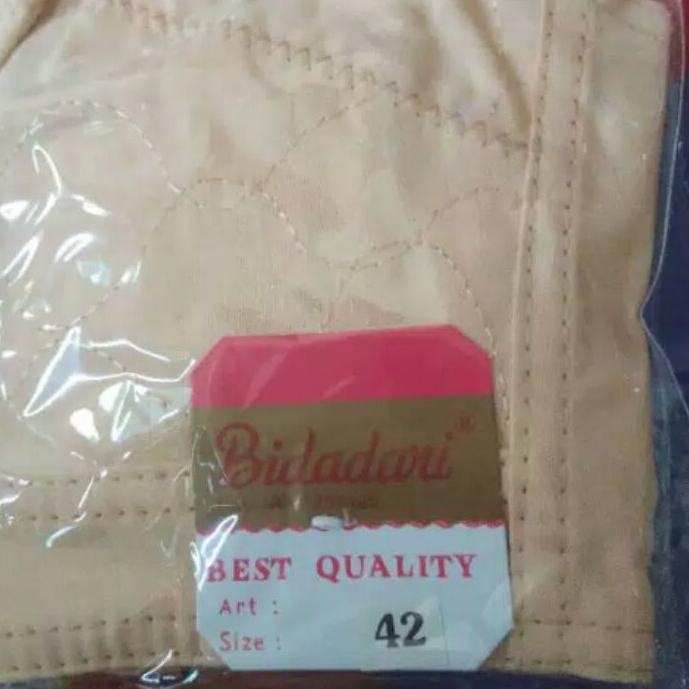 Bidadari ®
BEST QUALITY
Art :
Size : 42